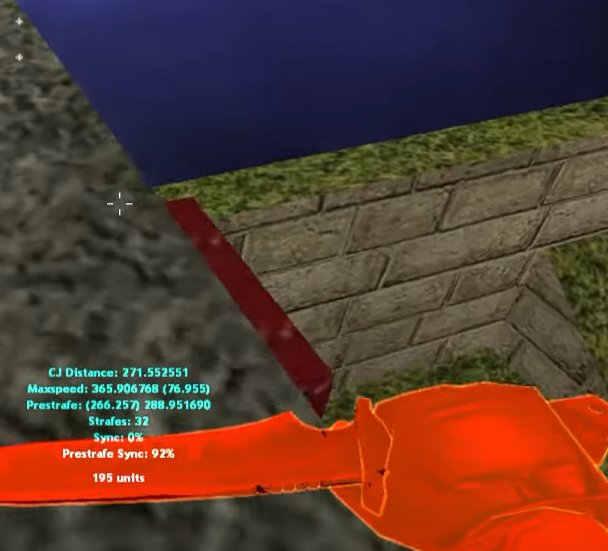 CJ Distance: 271.552551
Maxspeed: 365.906768 (76.955)
Prestrafe: (266.257) 288.951690
Strafes: 32
Sync: 0%
Prestrafe Sync: 92%
195 units